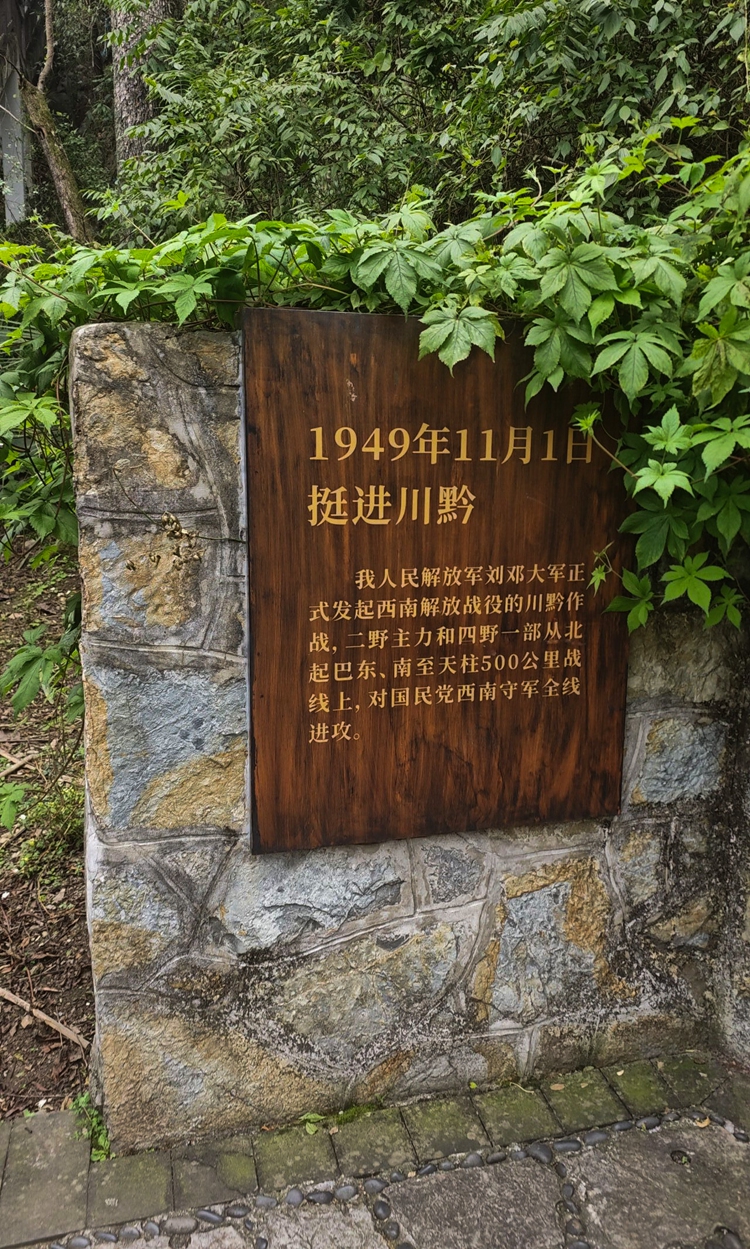 1949年11月1日
挺进川黔
我人民解放军刘邓大军正
式发起西南解放战役的川黔作
战,二野主力和四野一部从北
起巴东、南至天柱500公里战
线上,对国民党西南守军全线
进攻。